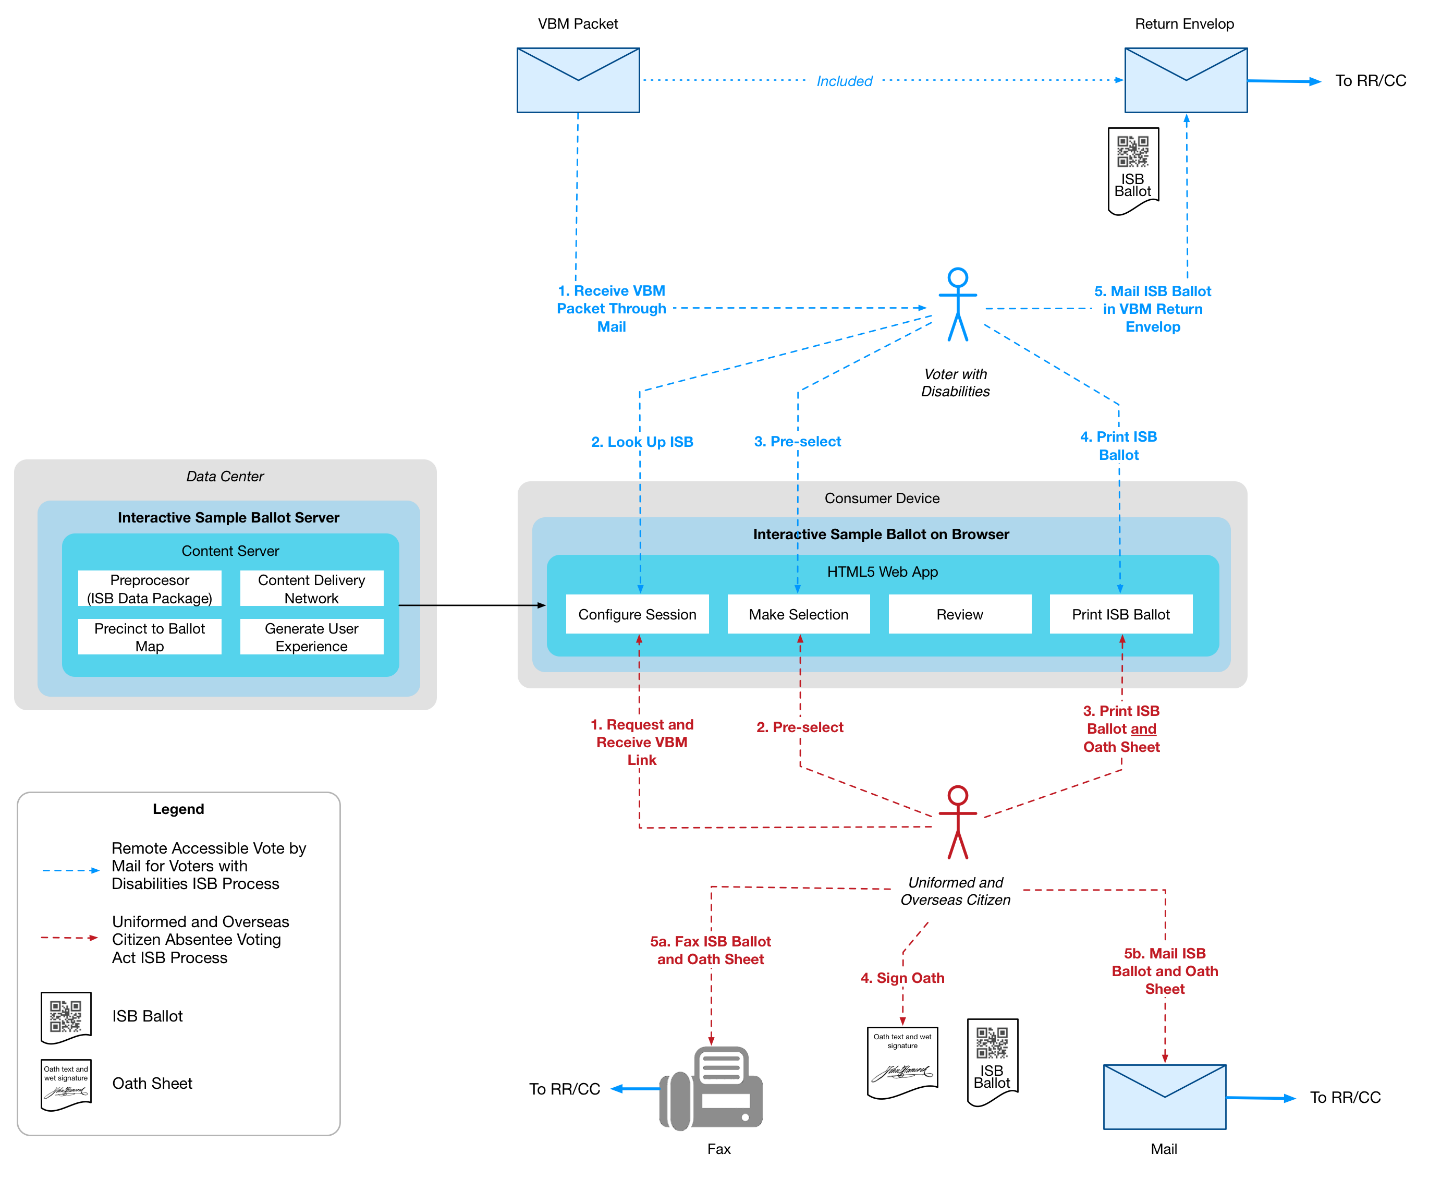 VBM Packet
Return Envelop
Included
To RR/CC
ISB
Ballot
1. Receive VBM
Packet Through
Mail
5. Mail ISB Ballot
in VBM Return
Envelop
Voter with
Disabilities
2. Look Up ISB
3. Pre-select
4. Print ISB
Ballot
Data Center
Interactive Sample Ballot Server
Content Server
Preprocesor
(ISB Data Package)
Content Delivery
Network
Precinct to Ballot
Map
Generate User
Experience
Consumer Device
Interactive Sample Ballot on Browser
HTML5 Web App
Configure Session
Make Selection
Review
Print ISB Ballot
1. Request and
Receive VBM
Link
2. Pre-select
3. Print ISB
Ballot and
Oath Sheet
Uniformed and
Overseas Citizen
5a. Fax ISB Ballot
and Oath Sheet
4. Sign Oath
5b. Mail ISB
Ballot and Oath
Sheet
Oath text and wet
signature
John Hancock
ISB
Ballot
To RR/CC
Fax
To RR/CC
Mail
Legend
Remote Accessible Vote by
Mail for Voters with
Disabilities ISB Process
Uniformed and Overseas
Citizen Absentee Voting
Act ISB Process
ISB Ballot
Oath text and
wet signature
John Hancock
Oath Sheet